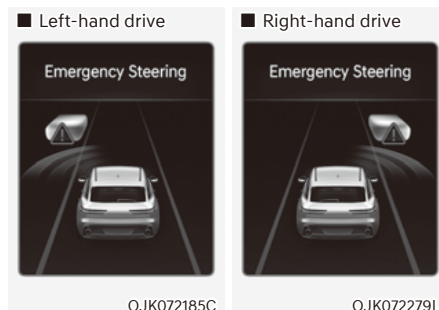 ■ Left-hand drive
■ Right-hand drive
Emergency Steering
Emergency Steering
OJK072185C
OJK072279L